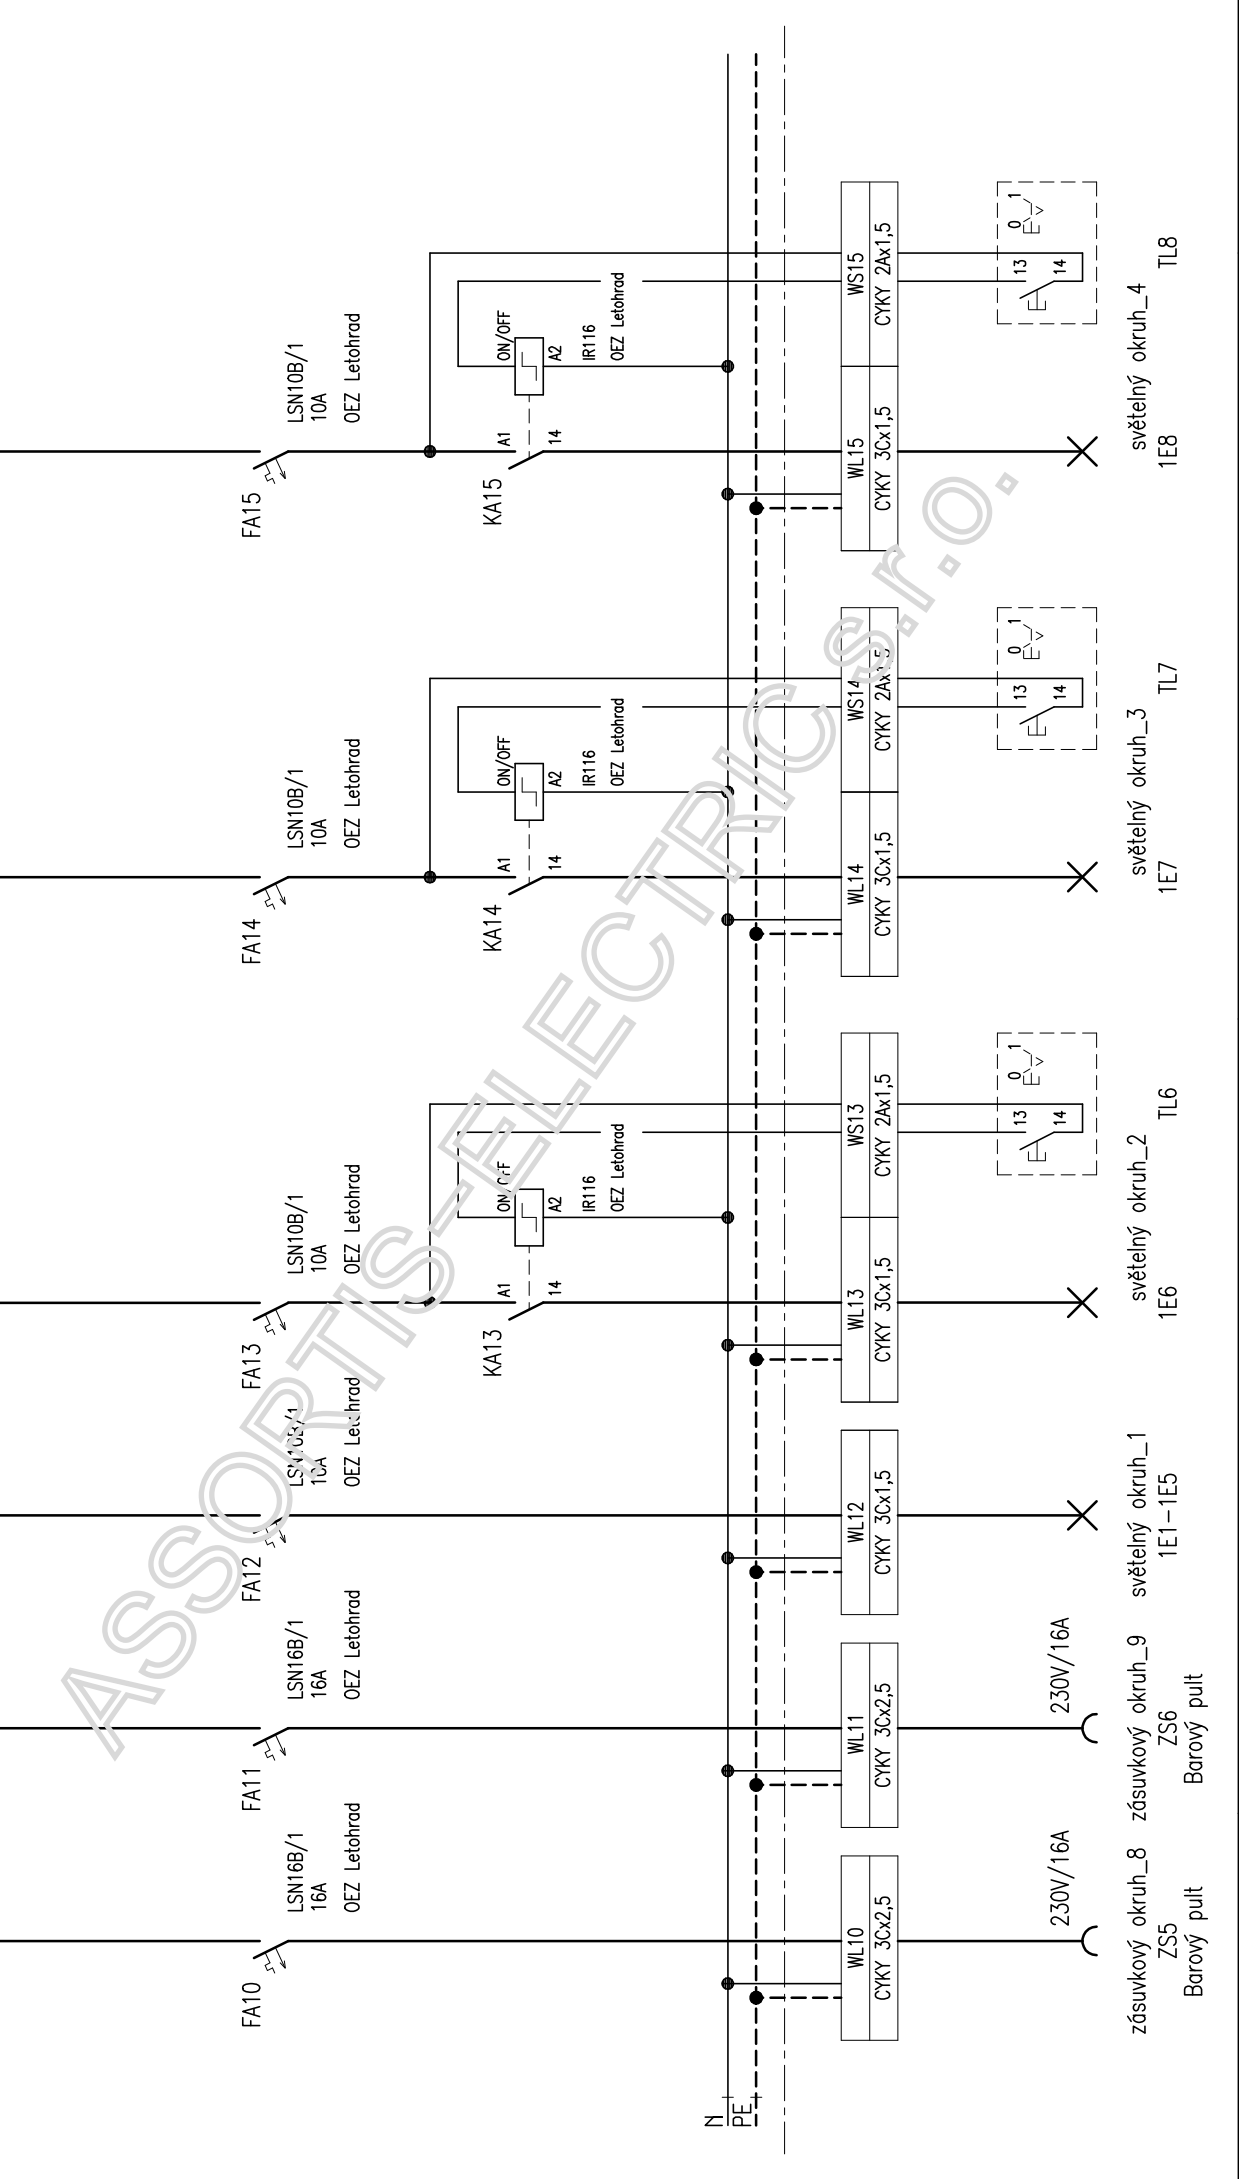 FA10
LSN16B/1
16A
OEZ Letohrad
N
PE
WL10
CYKY 3Cx2,5
230V/16A
zásuvkový okruh_8
ZS5
Barový pult
FA11
LSN16B/1
16A
OEZ Letohrad
WL11
CYKY 3Cx2,5
230V/16A
zásuvkový okruh_9
ZS6
Barový pult
FA12
OEZ Letohrad
WL12
CYKY 3Cx1,5
světelný okruh_1
1E1-1E5
FA13
LSN10B/1
10A
OEZ Letohrad
KA13
A1
14
ON/OFF
A2
IR116
OEZ Letohrad
WL13
CYKY 3Cx1,5
WS13
CYKY 2Ax1,5
13
14
0
1
světelný okruh_2
1E6
TL6
FA14
LSN10B/1
10A
OEZ Letohrad
KA14
A1
14
ON/OFF
A2
IR116
OEZ Letohrad
WL14
CYKY 3Cx1,5
WS14
CYKY 2Ax1,5
13
14
0
1
světelný okruh_3
1E7
TL7
FA15
LSN10B/1
10A
OEZ Letohrad
KA15
A1
14
ON/OFF
A2
IR116
OEZ Letohrad
WL15
CYKY 3Cx1,5
WS15
CYKY 2Ax1,5
13
14
0
1
světelný okruh_4
1E8
TL8
ASSORTIS-ELECTRIC s.r.o.